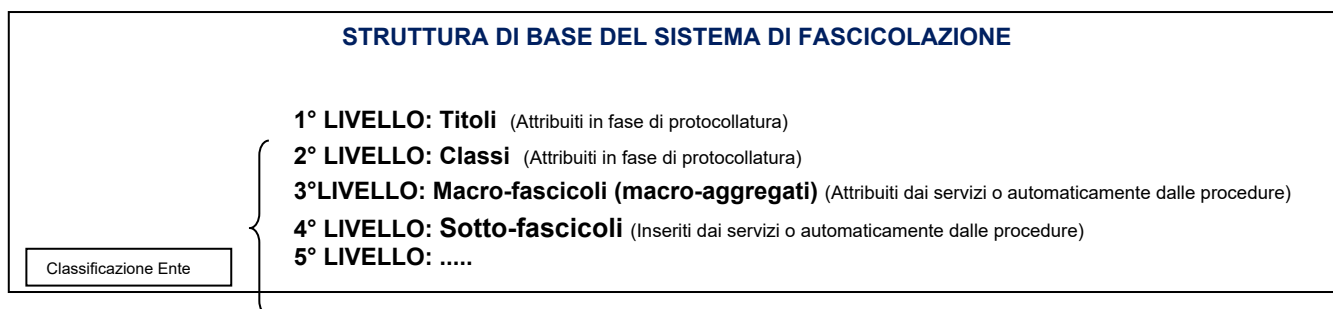 STRUTTURA DI BASE DEL SISTEMA DI FASCICOLAZIONE
1° LIVELLO: Titoli (Attribuiti in fase di protocollatura)
2° LIVELLO: Classi (Attribuiti in fase di protocollatura)
3°LIVELLO: Macro-fascicoli (macro-aggregati) (Attribuiti dai servizi o automaticamente dalle procedure)
4° LIVELLO: Sotto-fascicoli (Inseriti dai servizi o automaticamente dalle procedure)
5° LIVELLO: .....
Classificazione Ente